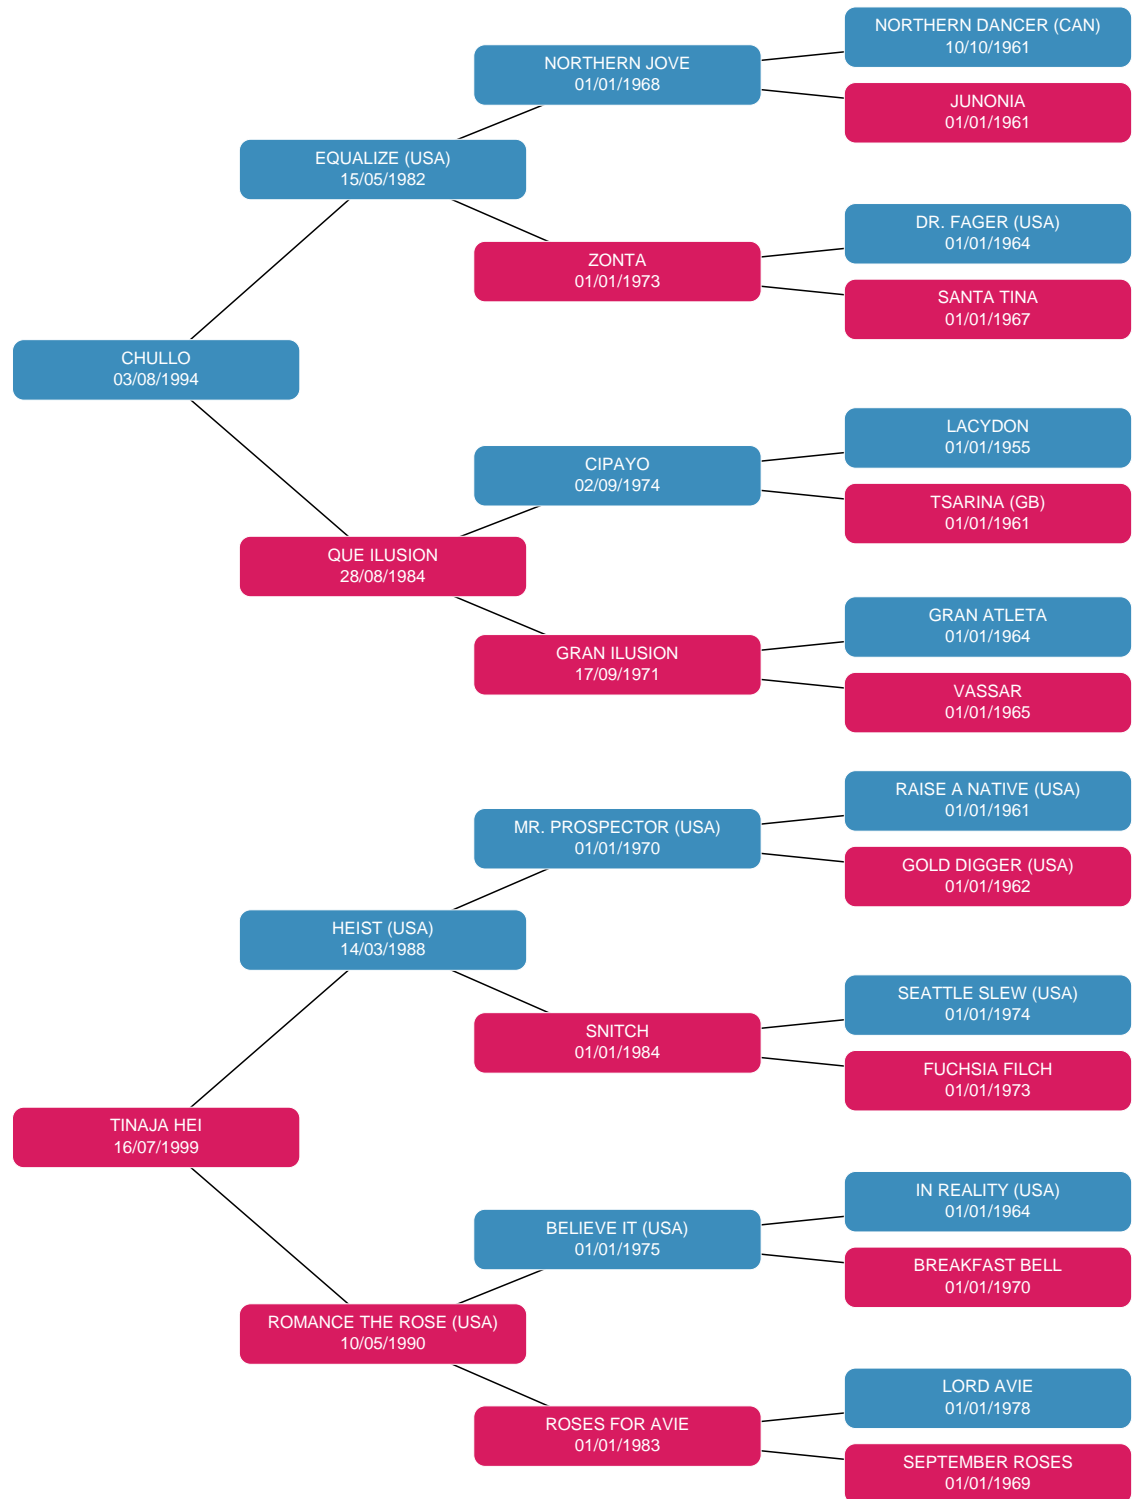 NORTHERN DANCER (CAN)
10/10/1961
NORTHERN JOVE
01/01/1968
JUNONIA
01/01/1961
EQUALIZE (USA)
15/05/1982
DR. FAGER (USA)
01/01/1964
ZONTA
01/01/1973
SANTA TINA
01/01/1967
CHULLO
03/08/1994
LACYDON
01/01/1955
CIPAYO
02/09/1974
TSARINA (GB)
01/01/1961
QUE ILUSION
28/08/1984
GRAN ATLETA
01/01/1964
GRAN ILUSION
17/09/1971
VASSAR
01/01/1965
RAISE A NATIVE (USA)
01/01/1961
MR. PROSPECTOR (USA)
01/01/1970
GOLD DIGGER (USA)
01/01/1962
HEIST (USA)
14/03/1988
SEATTLE SLEW (USA)
01/01/1974
SNITCH
01/01/1984
FUCHSIA FILCH
01/01/1973
TINAJA HEI
16/07/1999
IN REALITY (USA)
01/01/1964
BELIEVE IT (USA)
01/01/1975
BREAKFAST BELL
01/01/1970
ROMANCE THE ROSE (USA)
10/05/1990
LORD AVIE
01/01/1978
ROSES FOR AVIE
01/01/1983
SEPTEMBER ROSES
01/01/1969